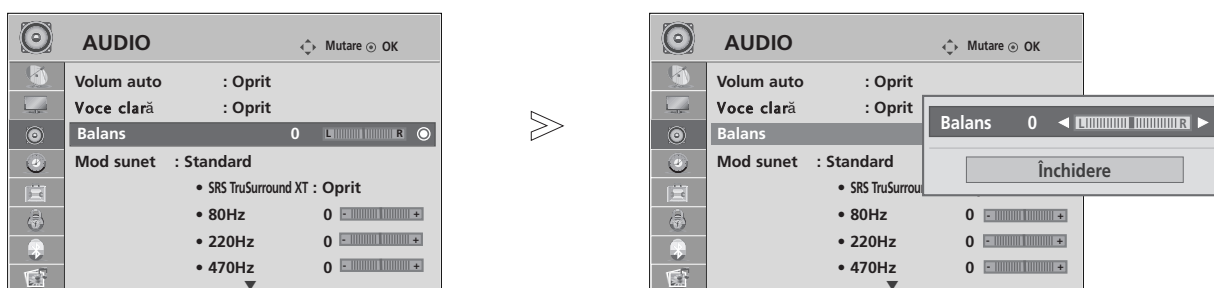 AUDIO Mutare OK
Volum auto : Oprit
Voce clară : Oprit
Balans 0 L R
Mod sunet : Standard
• SRS TruSurround XT : Oprit
• 80Hz 0 - +
• 220Hz 0 - +
• 470Hz 0 - +
AUDIO Mutare OK
Volum auto : Oprit
Voce clară : Oprit
Balans
Mod sunet : Standard
• SRS TruSurrou
• 80Hz 0 - +
• 220Hz 0 - +
• 470Hz 0 - +
Balans 0 L R
Închidere